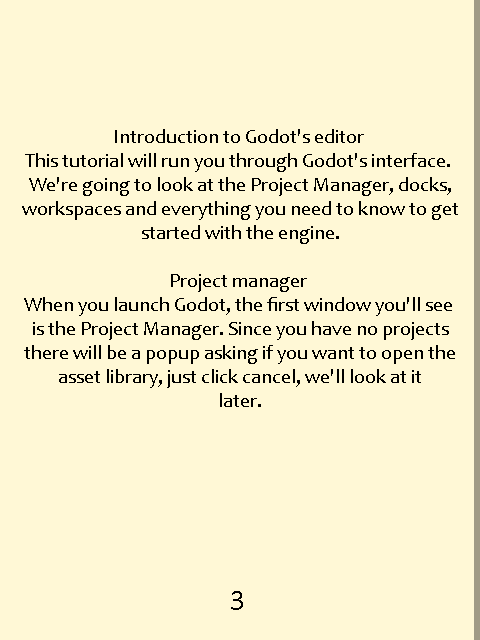 Introduction to Godot's editor
This tutorial will run you through Godot's interface.
We're going to look at the Project Manager, docks,
workspaces and everything you need to know to get
started with the engine.
Project manager
When you launch Godot, the first window you'll see
is the Project Manager. Since you have no projects
there will be a popup asking if you want to open the
asset library, just click cancel, we'll look at it
later.
3